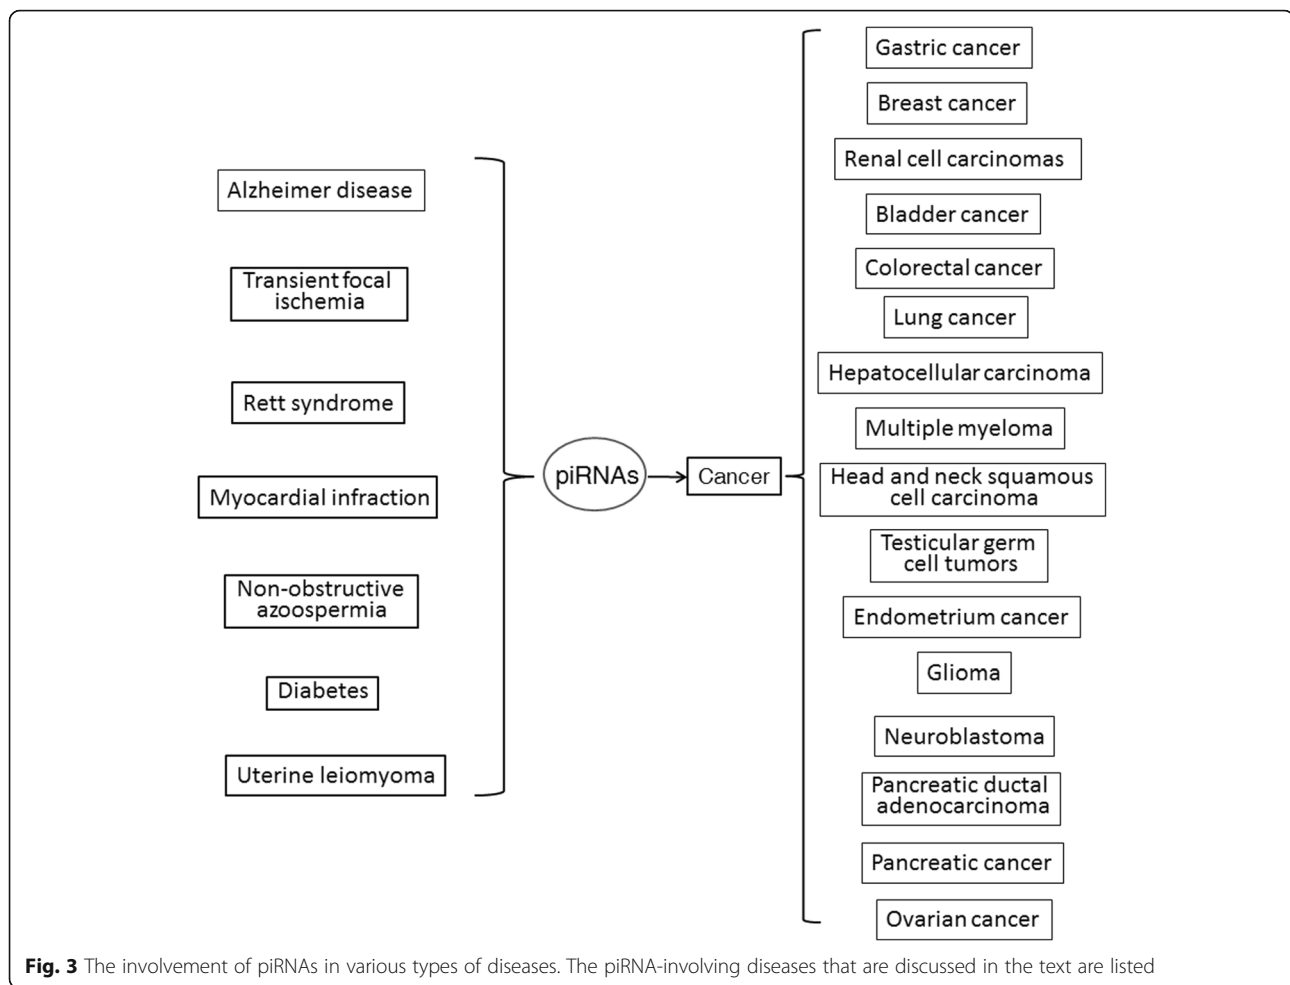 Alzheimer disease
Transient focal
ischemia
Rett syndrome
Myocardial infraction
Non-obstructive
azoospermia
Diabetes
Uterine leiomyoma
piRNAs
Cancer
Gastric cancer
Breast cancer
Renal cell carcinomas
Bladder cancer
Colorectal cancer
Lung cancer
Hepatocellular carcinoma
Multiple myeloma
Head and neck squamous
cell carcinoma
Testicular germ
cell tumors
Endometrium cancer
Glioma
Neuroblastoma
Pancreatic ductal
adenocarcinoma
Pancreatic cancer
Ovarian cancer
Fig. 3 The involvement of piRNAs in various types of diseases. The piRNA-involving diseases that are discussed in the text are listed